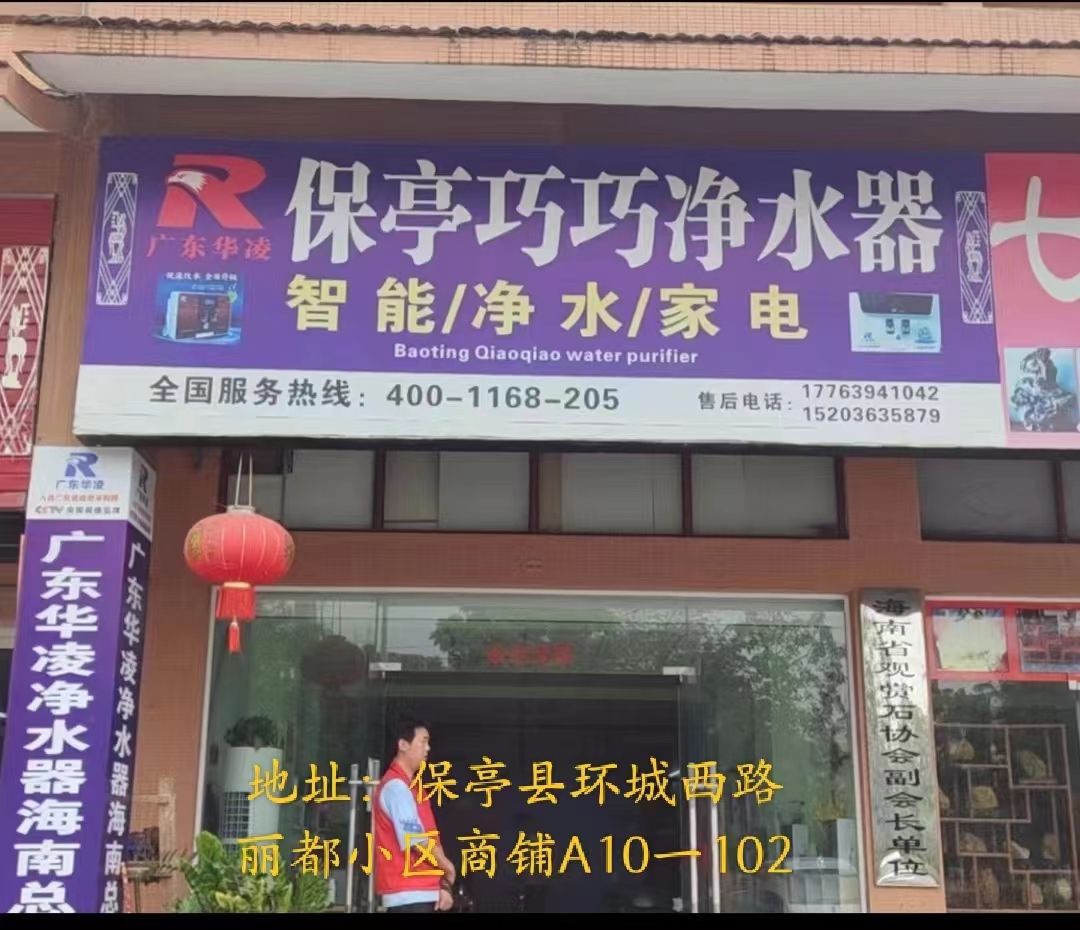 R
广东华凌
保亭巧巧净水器
智能/净水/家电
Baoting Qiaoqiao water purifier
全国服务热线：400-1168-205
售后电话：
17763941042
15203635879
七
R
广东华凌
CCTV
广东华凌净水器海南总
广东华凌净水器海南总
海南省观赏石协会副会长单位
地址：保亭县环城西路
丽都小区商铺A10一102